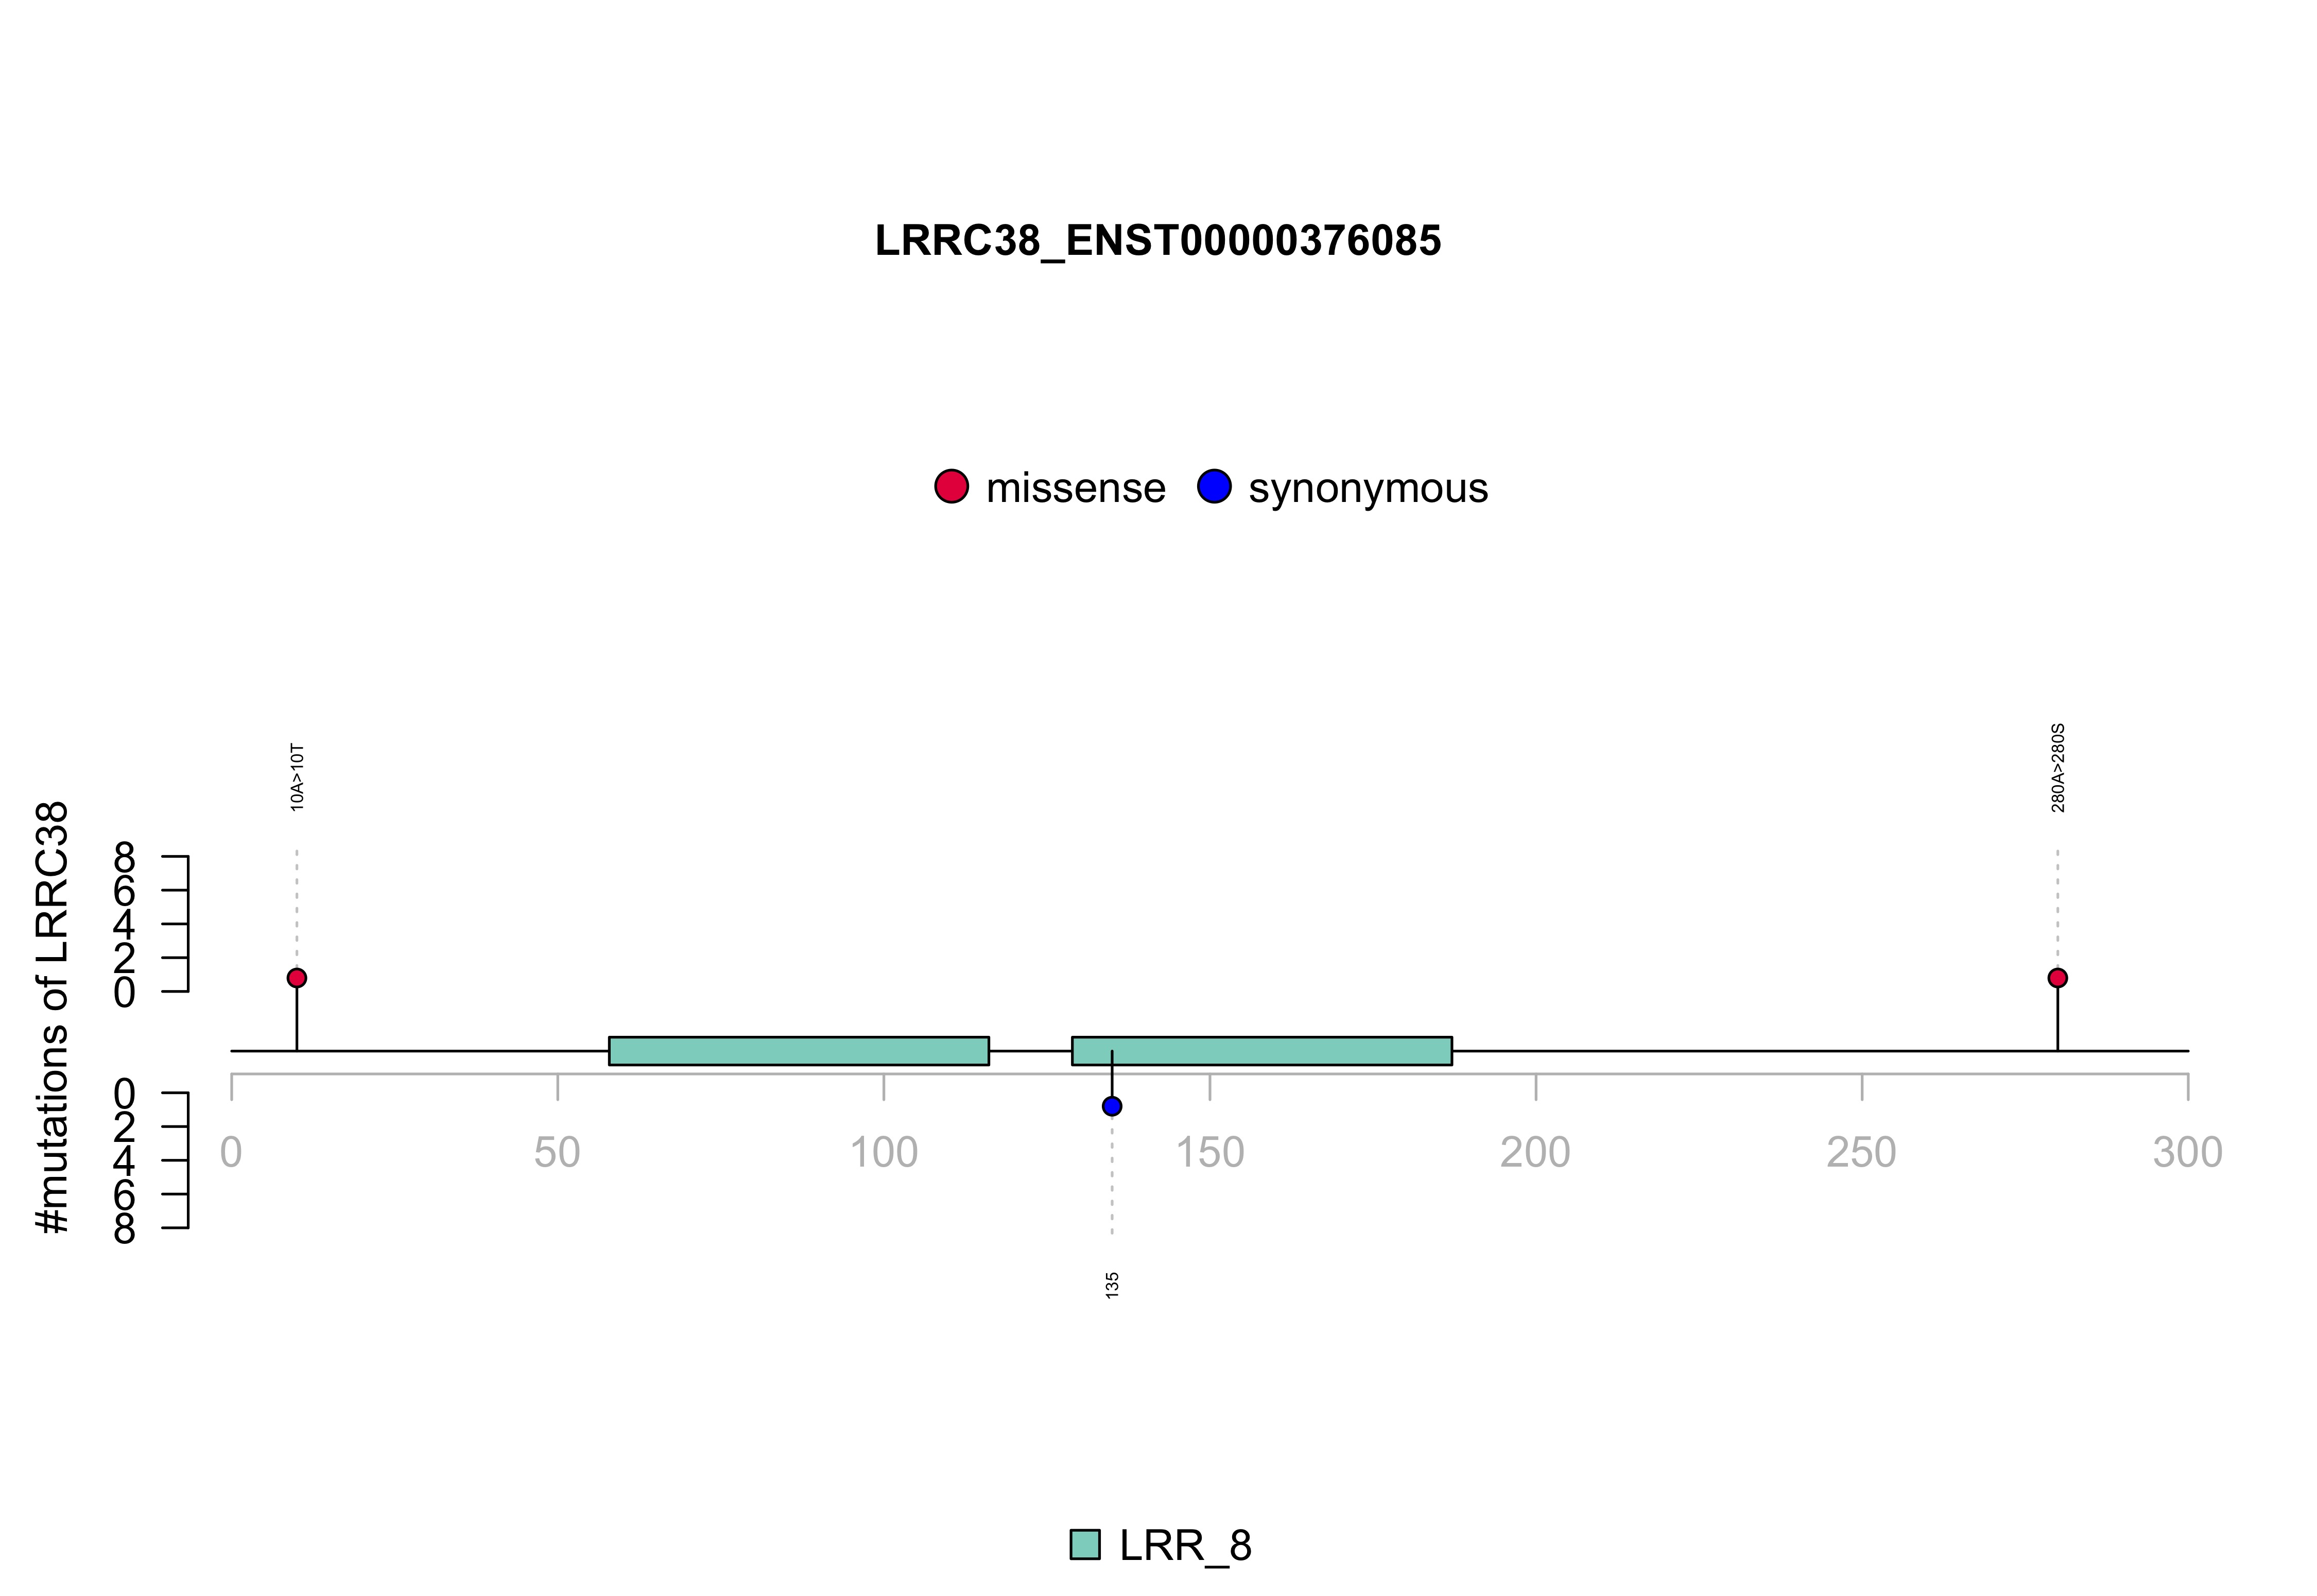 LRRC38_ENST00000376085
missense synonymous
10A>10T
280A>280S
#mutations of LRRC38
8
6
4
2
0
0
2
4
6
8
0 50 100 150 200 250 300
135
LRR_8